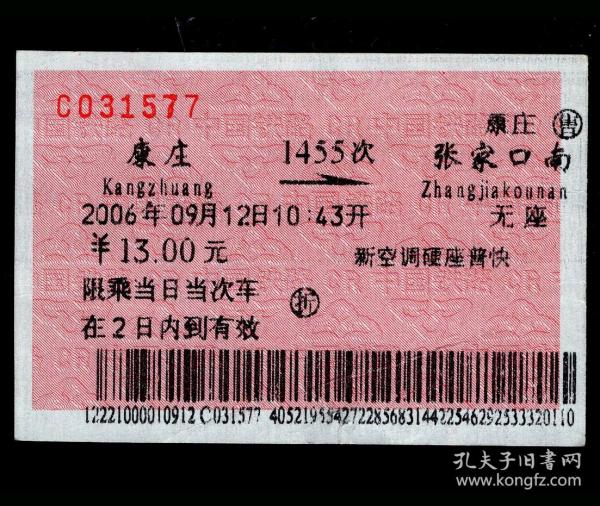 C031577
康庄 售
康庄 1455次 张家口南
Kangzhuang Zhangjiakounan
2006年09月12日10:43开 无座
¥13.00元 新空调硬座普快
限乘当日当次车 折
在2日内到有效
12221000010912 C031577 40521955427228568314422546292533320110
孔夫子旧书网
www.kongfz.com